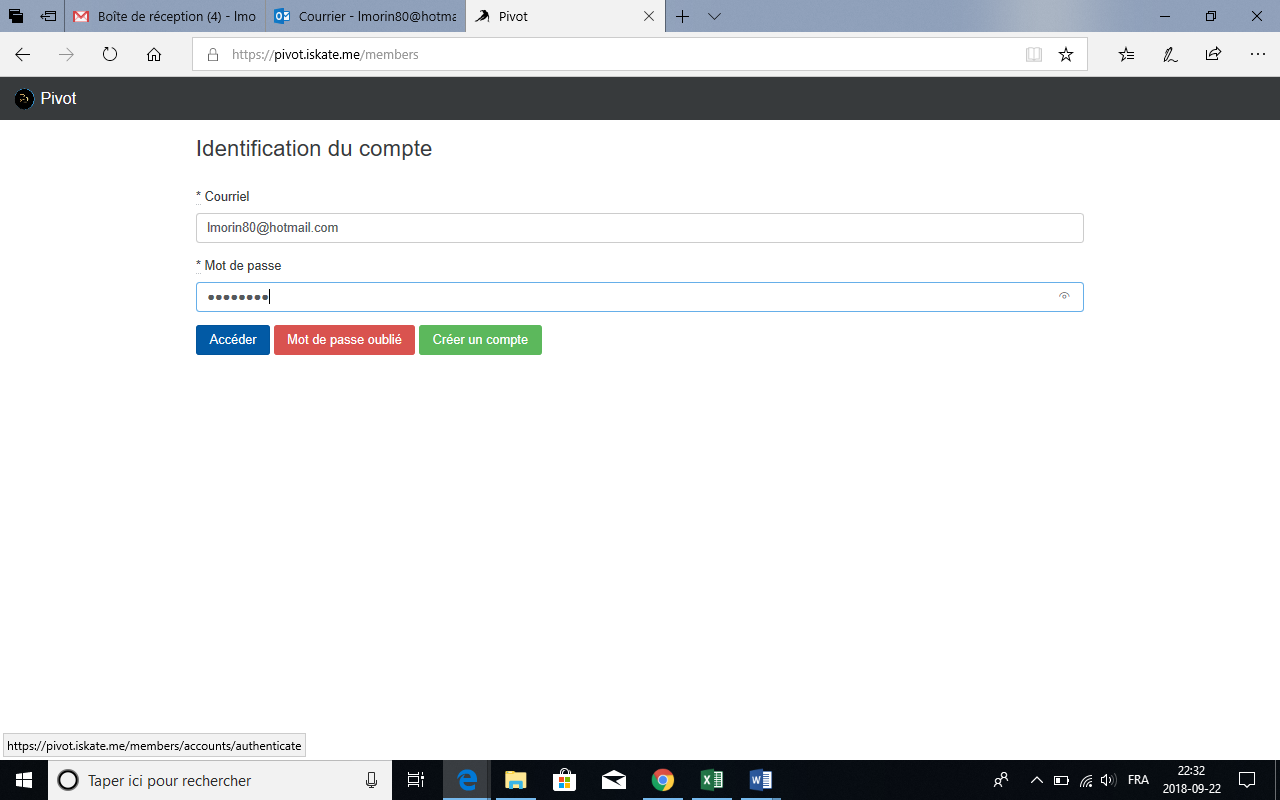 Boîte de réception (4) - lmo
Courrier - lmorin80@hotma
Pivot
https://pivot.iskate.me/members
Pivot
Identification du compte
* Courriel
lmorin80@hotmail.com
* Mot de passe
Accéder
Mot de passe oublié
Créer un compte
https://pivot.iskate.me/members/accounts/authenticate
Taper ici pour rechercher
FRA
22:32
2018-09-22